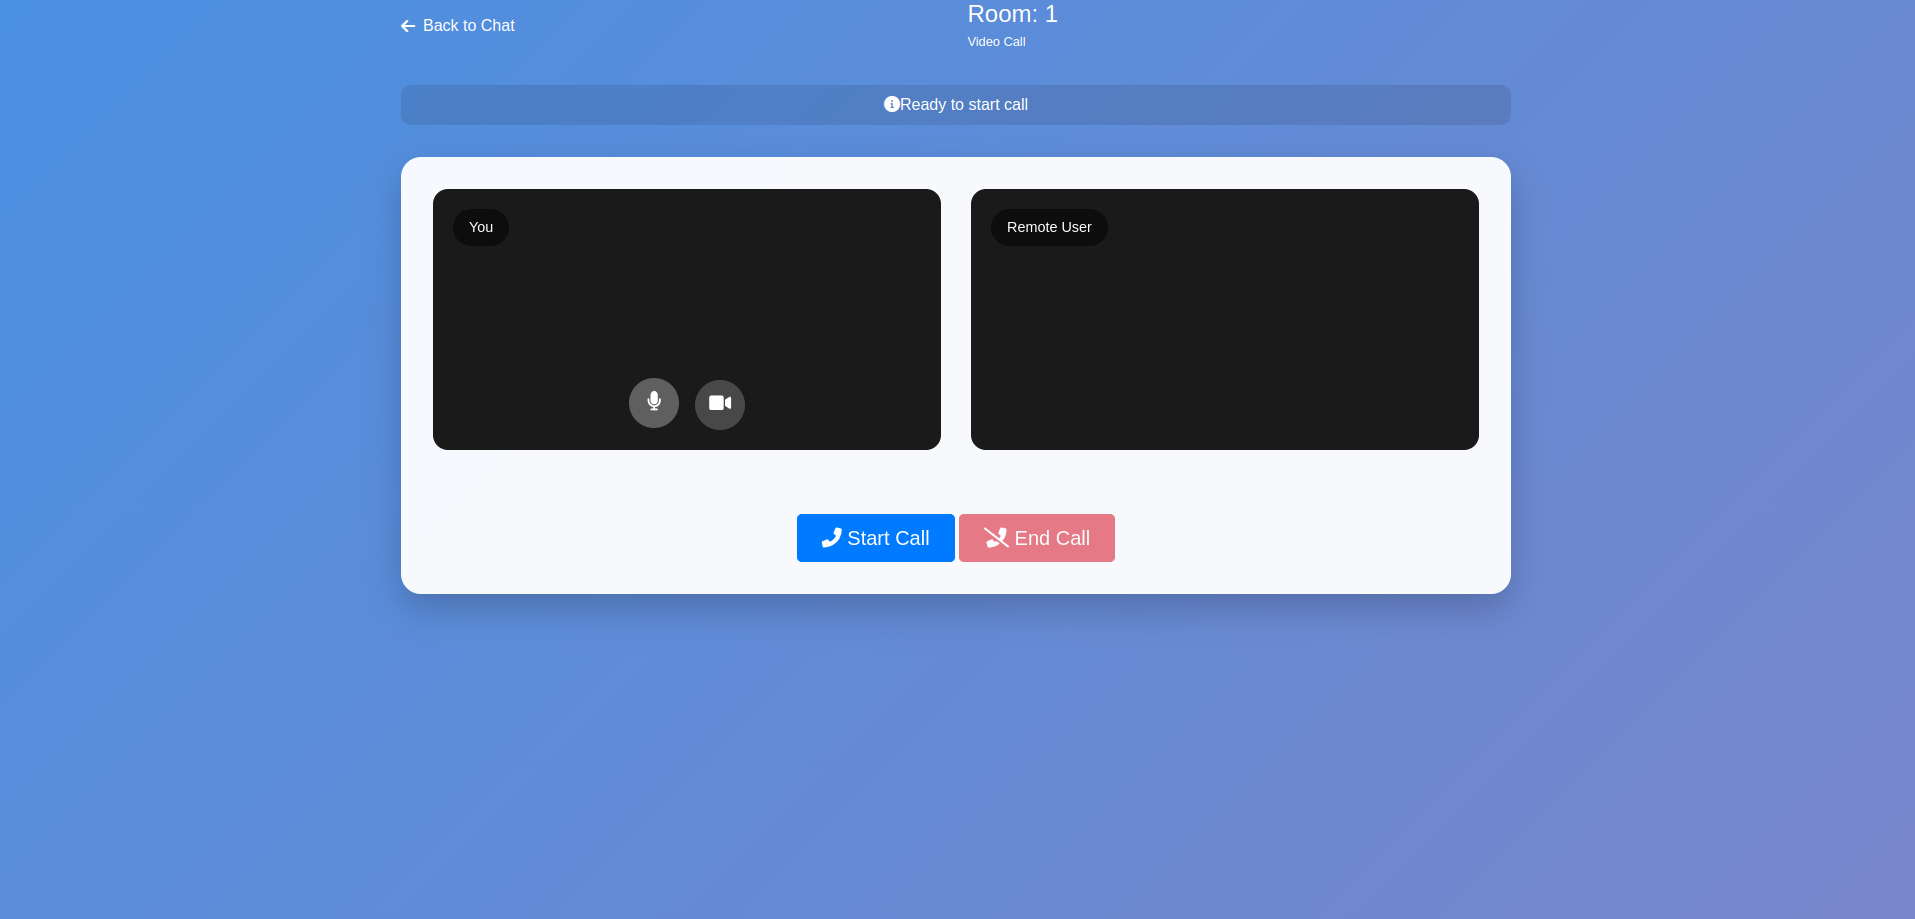 Back to Chat
Room: 1
Video Call
Ready to start call
You
Remote User
Start Call
End Call